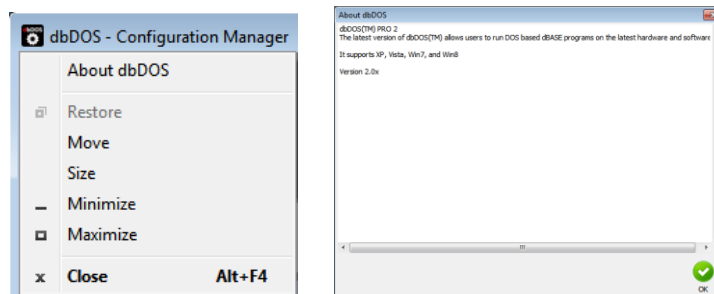 dbDOS - Configuration Manager
About dbDOS
Restore
Move
Size
Minimize
Maximize
Close Alt+F4
About dbDOS
dbDOS(TM) PRO 2
The latest version of dbDOS(TM) allows users to run DOS based dBASE programs on the latest hardware and software
It supports XP, Vista, Win7, and Win8
Version 2.0x
OK